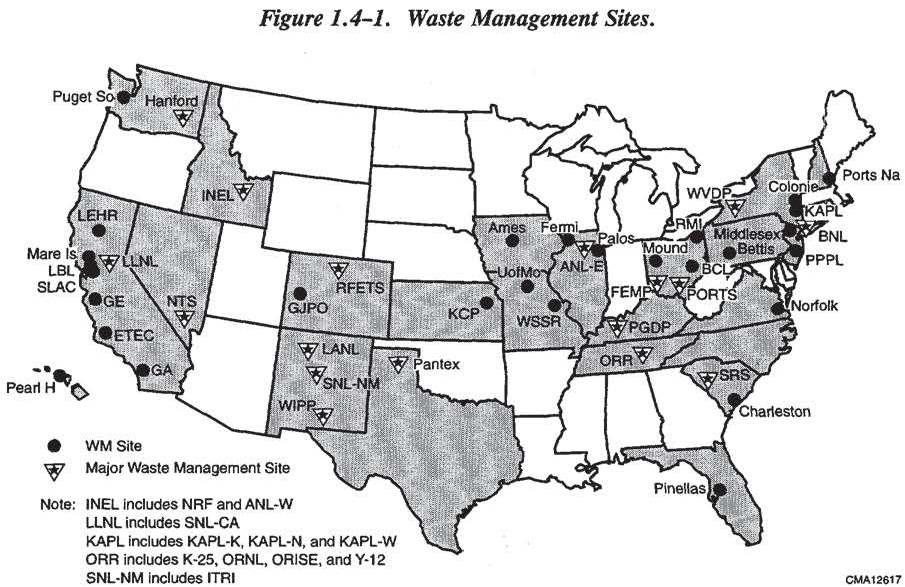 Figure 1.4–1. Waste Management Sites.
Puget So
Hanford
INEL
LEHR
Mare Is
LBL
SLAC
LLNL
GE
NTS
ETEC
GA
Pearl H
RFETS
GJPO
LANL
SNL-NM
WIPP
Pantex
KCP
Ames
UofMo
WSSR
Fermi
Palos
ANL-E
Mound
FEMP
BCL
PORTS
PGDP
ORR
SRS
Charleston
Pinellas
Norfolk
WVDP
SRMI
Colonie
Ports Na
KAPL
Middlesex
Bettis
BNL
PPPL
WM Site
Major Waste Management Site
Note: INEL includes NRF and ANL-W
LLNL includes SNL-CA
KAPL includes KAPL-K, KAPL-N, and KAPL-W
ORR includes K-25, ORNL, ORISE, and Y-12
SNL-NM includes ITRI
CMA12617